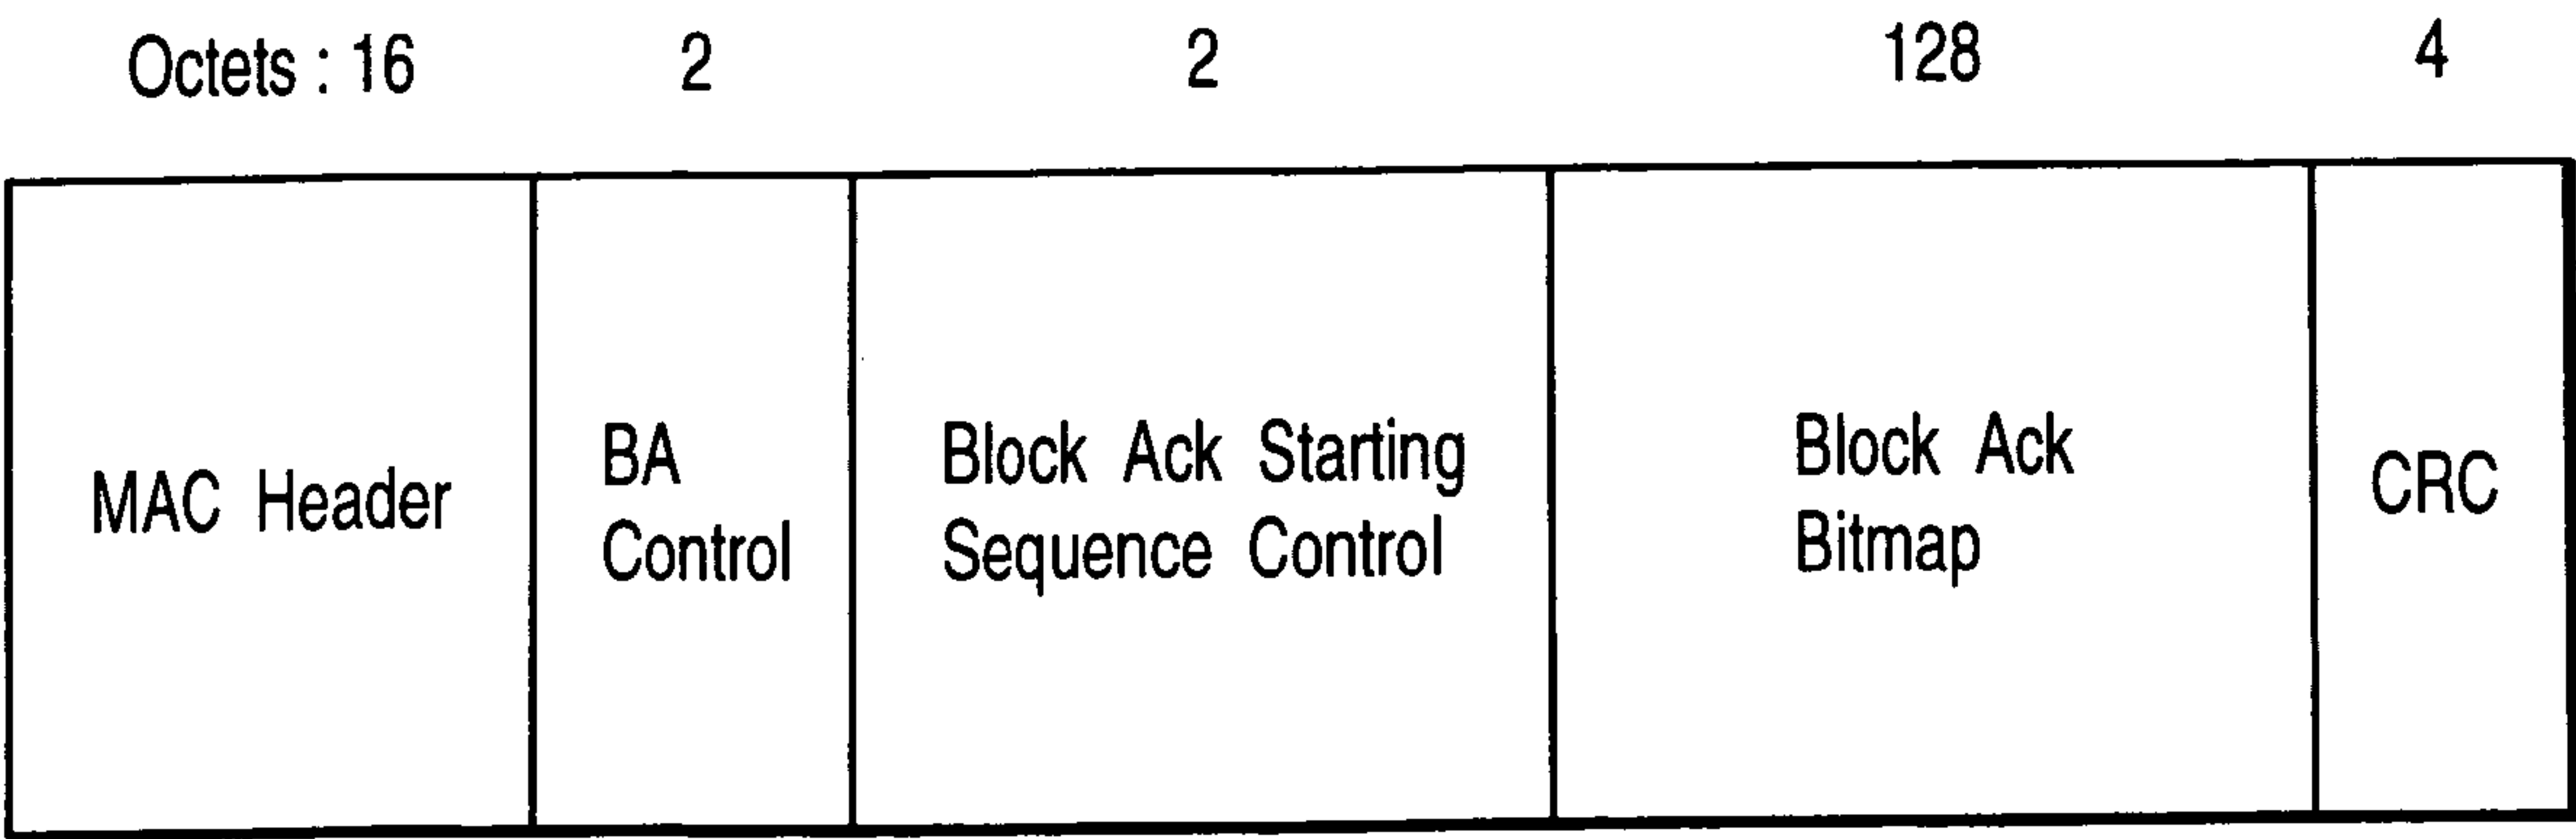 Octets : 16 2 2 128 4
MAC Header
BA
Control
Block Ack Starting
Sequence Control
Block Ack
Bitmap
CRC